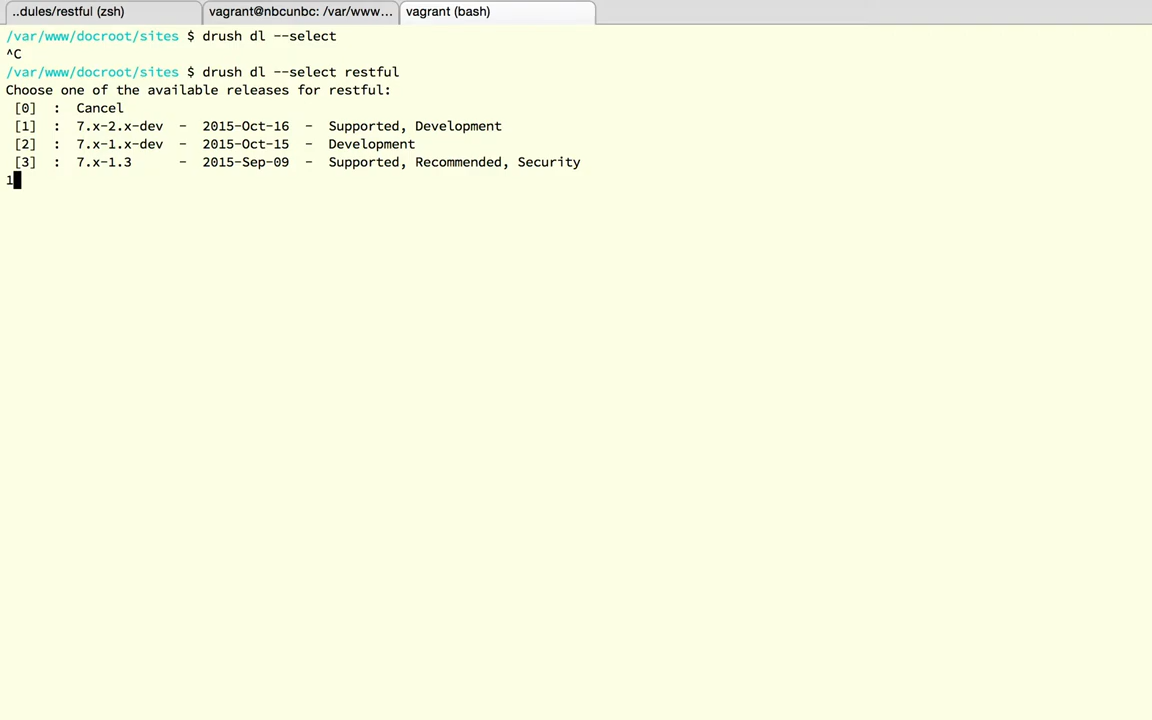 ..dules/restful (zsh) vagrant@nbcunbc: /var/www... vagrant (bash)
/var/www/docroot/sites $ drush dl --select
^C
/var/www/docroot/sites $ drush dl --select restful
Choose one of the available releases for restful:
[0]  :  Cancel
[1]  :  7.x-2.x-dev  -  2015-Oct-16  -  Supported, Development
[2]  :  7.x-1.x-dev  -  2015-Oct-15  -  Development
[3]  :  7.x-1.3      -  2015-Sep-09  -  Supported, Recommended, Security
1